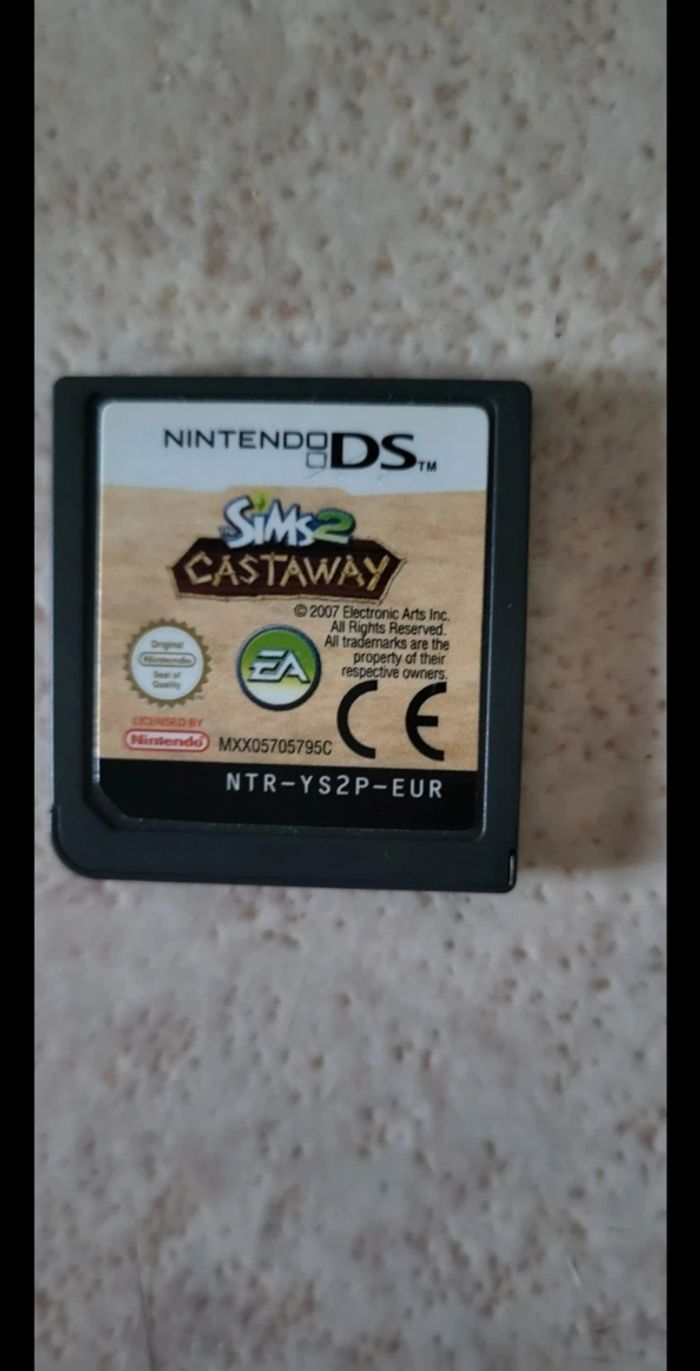 NINTENDO DS™
THE SiMS 2
CASTAWAY
© 2007 Electronic Arts Inc.
All Rights Reserved.
All trademarks are the
property of their
respective owners.
Original
Nintendo
Seal of
Quality
EA
CE
LICENSED BY
Nintendo
MXX05705795C
NTR-YS2P-EUR